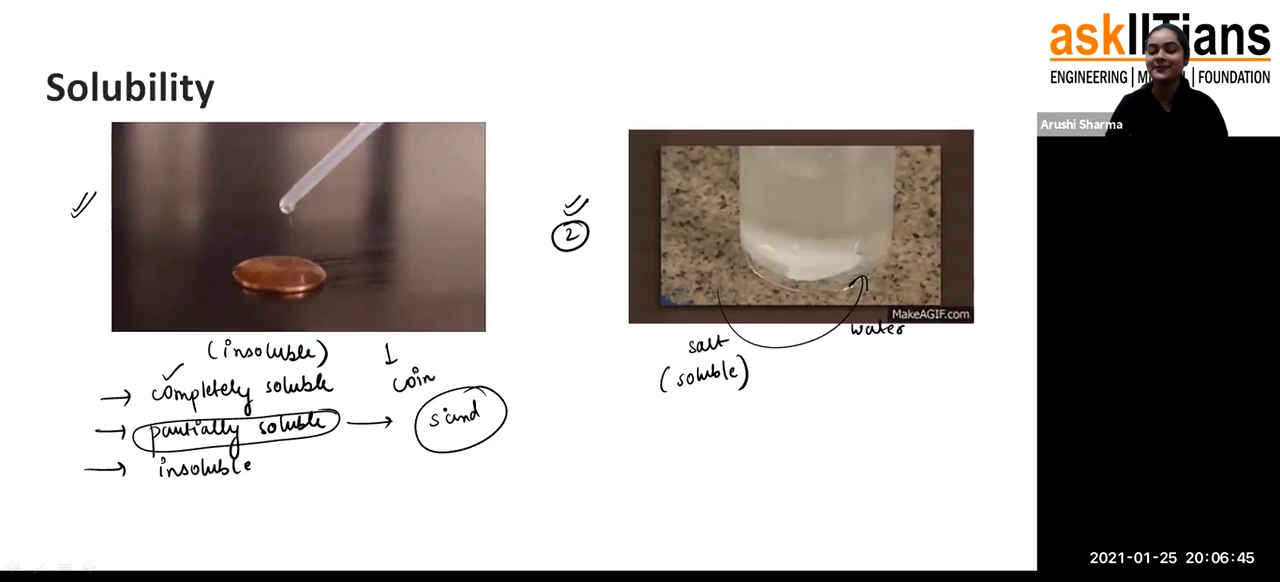 askIITians
ENGINEERING | M | FOUNDATION
Arushi Sharma
Solubility
2
MakeAGIF.com
(insoluble)
coin
completely soluble
partially soluble
sand
insoluble
salt
water
(soluble)
2021-01-25 20:06:45